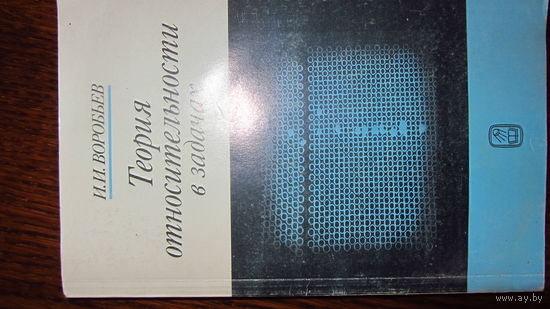 И.И. ВОРОБЬЕВ
Теория
относительности
в задачах
www.ay.by